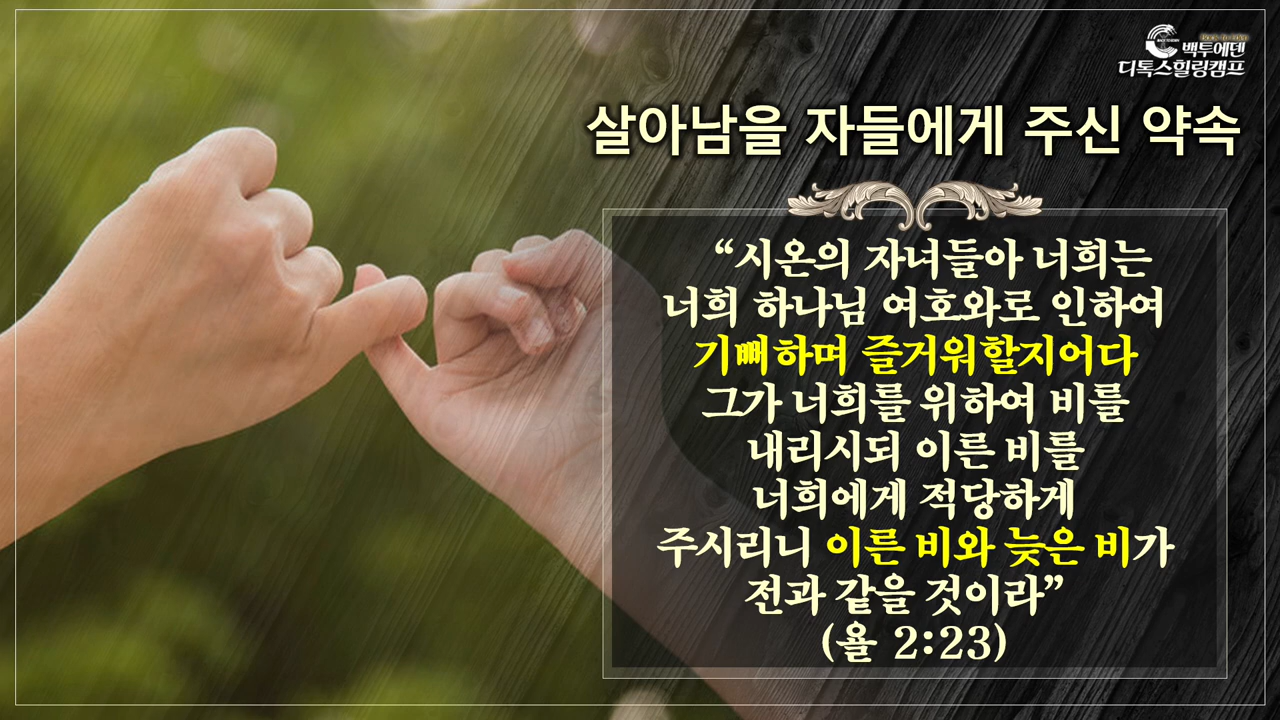 백투에덴
디톡스힐링캠프
살아남을 자들에게 주신 약속
“시온의 자녀들아 너희는
너희 하나님 여호와로 인하여
기뻐하며 즐거워할지어다
그가 너희를 위하여 비를
내리시되 이른 비를
너희에게 적당하게
주시리니 이른 비와 늦은 비가
전과 같을 것이라”
(욜 2:23)